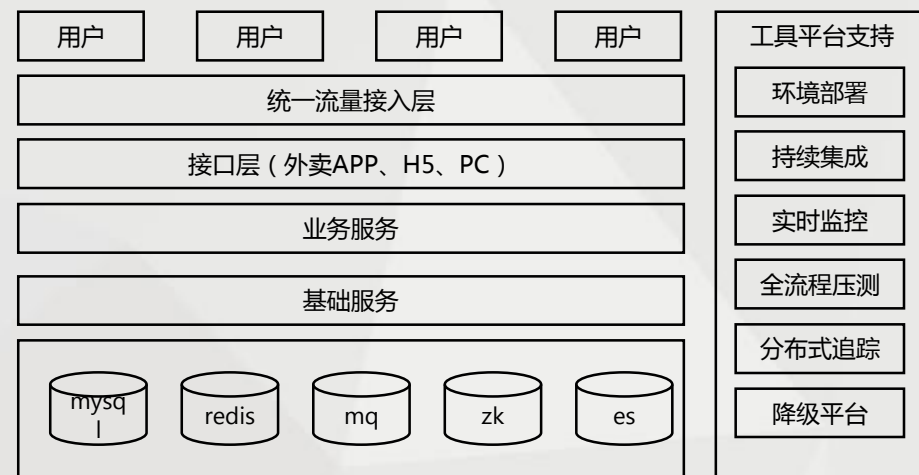 用户
用户
用户
用户
统一流量接入层
接口层（外卖APP、H5、PC）
业务服务
基础服务
mysq
l
redis
mq
zk
es
工具平台支持
环境部署
持续集成
实时监控
全流程压测
分布式追踪
降级平台